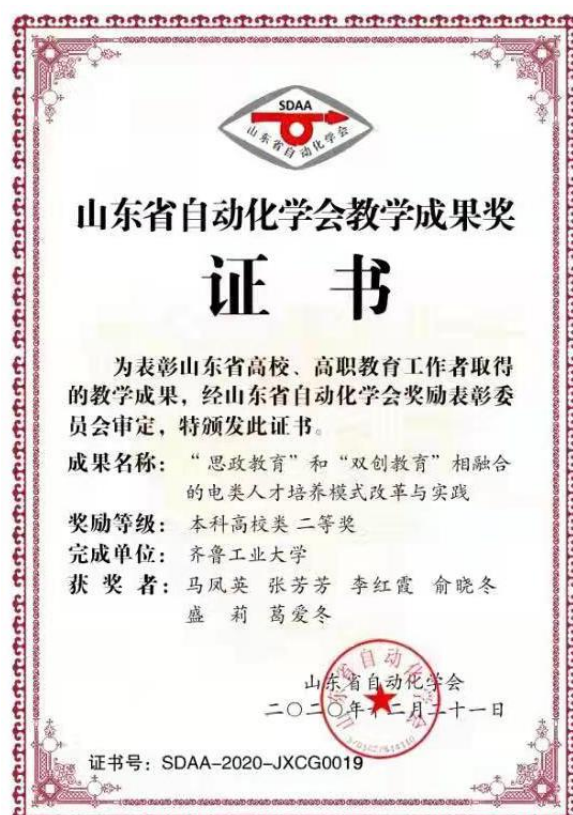 SDAA
山东省自动化学会
山东省自动化学会教学成果奖
证 书
为表彰山东省高校、高职教育工作者取得
的教学成果，经山东省自动化学会奖励表彰委
员会审定，特颁发此证书。
成果名称：“思政教育”和“双创教育”相融合
的电类人才培养模式改革与实践
奖励等级：本科高校类 二等奖
完成单位：齐鲁工业大学
获 奖 者：马凤英 张芳芳 李红霞 俞晓冬
盛 莉 葛爱冬
山东省自动化学会
山东省自动化学会
二〇二〇年十二月二十一日
证书号：SDAA-2020-JXCG0019